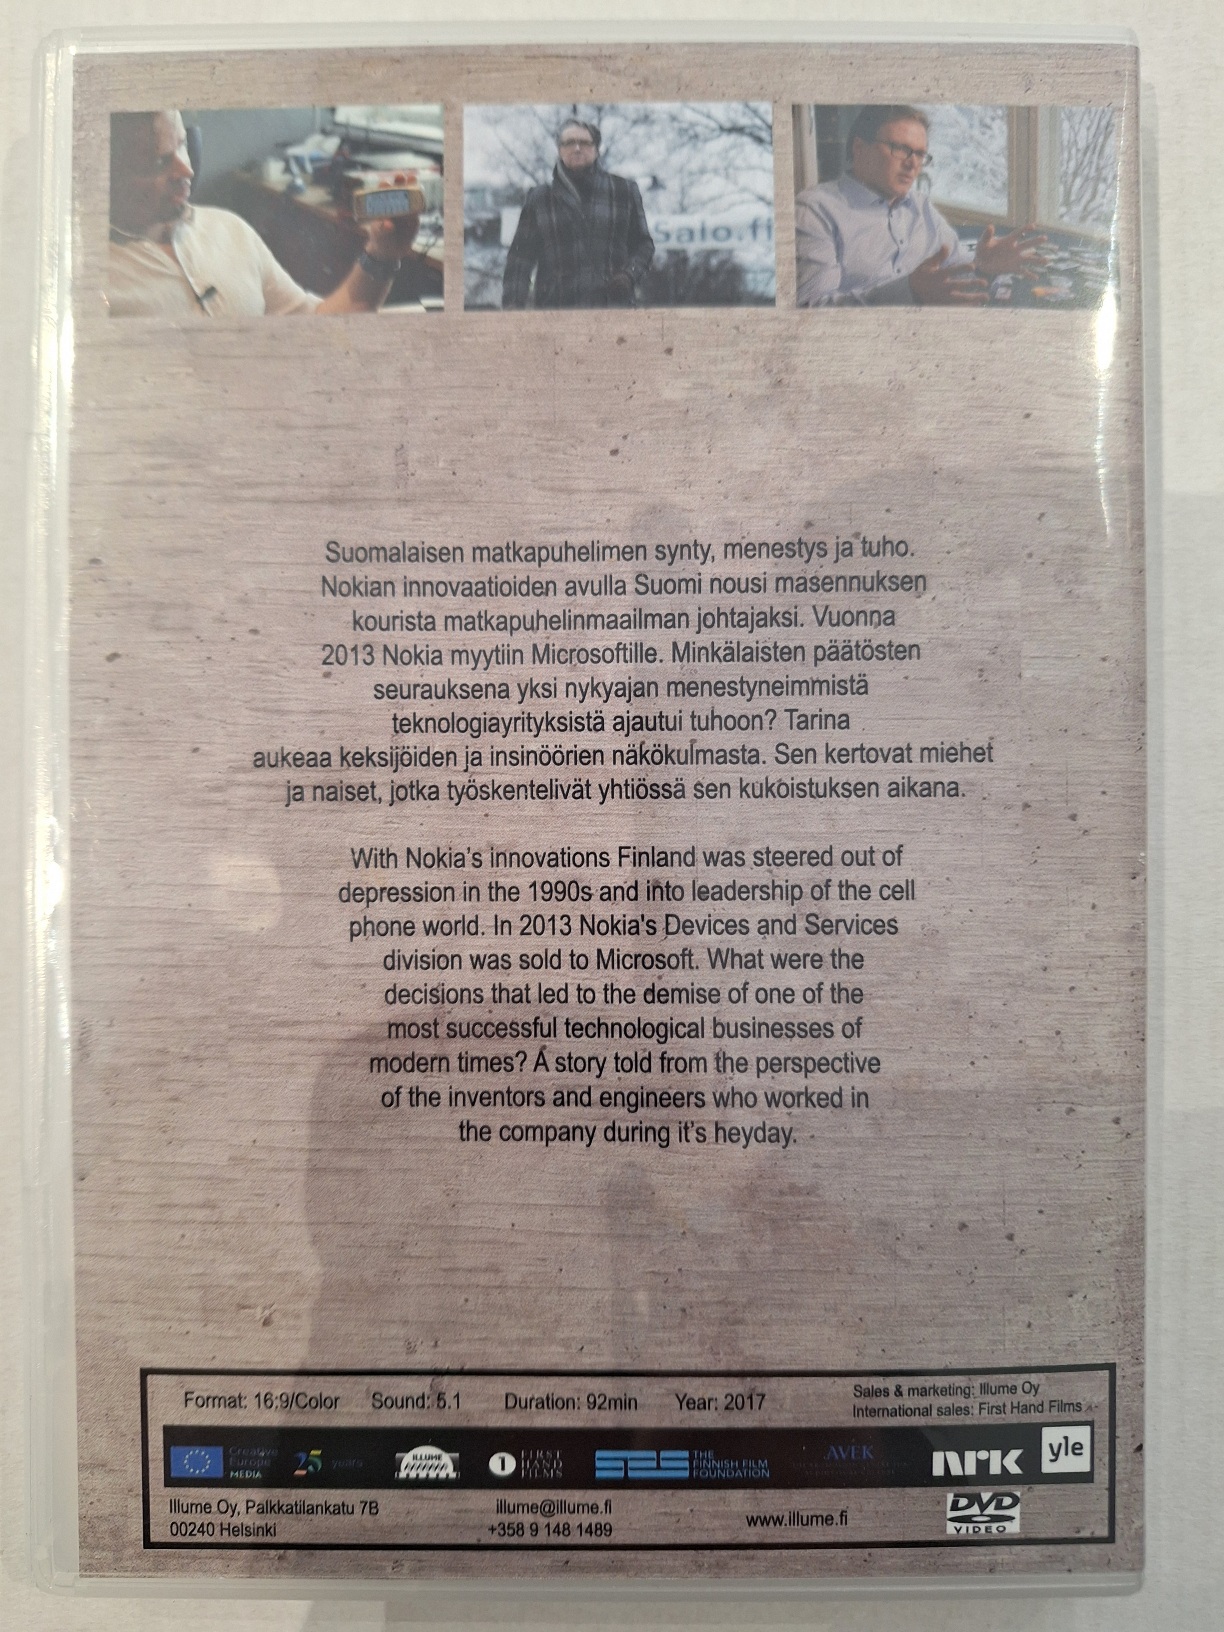 Salo.fi
Suomalaisen matkapuhelimen synty, menestys ja tuho.
Nokian innovaatioiden avulla Suomi nousi masennuksen
kourista matkapuhelinmaailman johtajaksi. Vuonna
2013 Nokia myytiin Microsoftille. Minkälaisten päätösten
seurauksena yksi nykyajan menestyneimmistä
teknologiayrityksistä ajautui tuhoon? Tarina
aukeaa keksijöiden ja insinöörien näkökulmasta. Sen kertovat miehet
ja naiset, jotka työskentelivät yhtiössä sen kukoistuksen aikana.
With Nokia's innovations Finland was steered out of
depression in the 1990s and into leadership of the cell
phone world. In 2013 Nokia's Devices and Services
division was sold to Microsoft. What were the
decisions that led to the demise of one of the
most successful technological businesses of
modern times? A story told from the perspective
of the inventors and engineers who worked in
the company during it's heyday.
Format: 16:9/Color Sound: 5.1 Duration: 92min Year: 2017
Sales & marketing: Illume Oy
International sales: First Hand Films
Creative
Europe
MEDIA
25 years
ILLUME
1 FIRST
HAND
FILMS
THE
FINNISH FILM
FOUNDATION
AVEK
NRK
yle
Illume Oy, Palkkatilankatu 7B
00240 Helsinki
illume@illume.fi
+358 9 148 1489
www.illume.fi
DVD
VIDEO